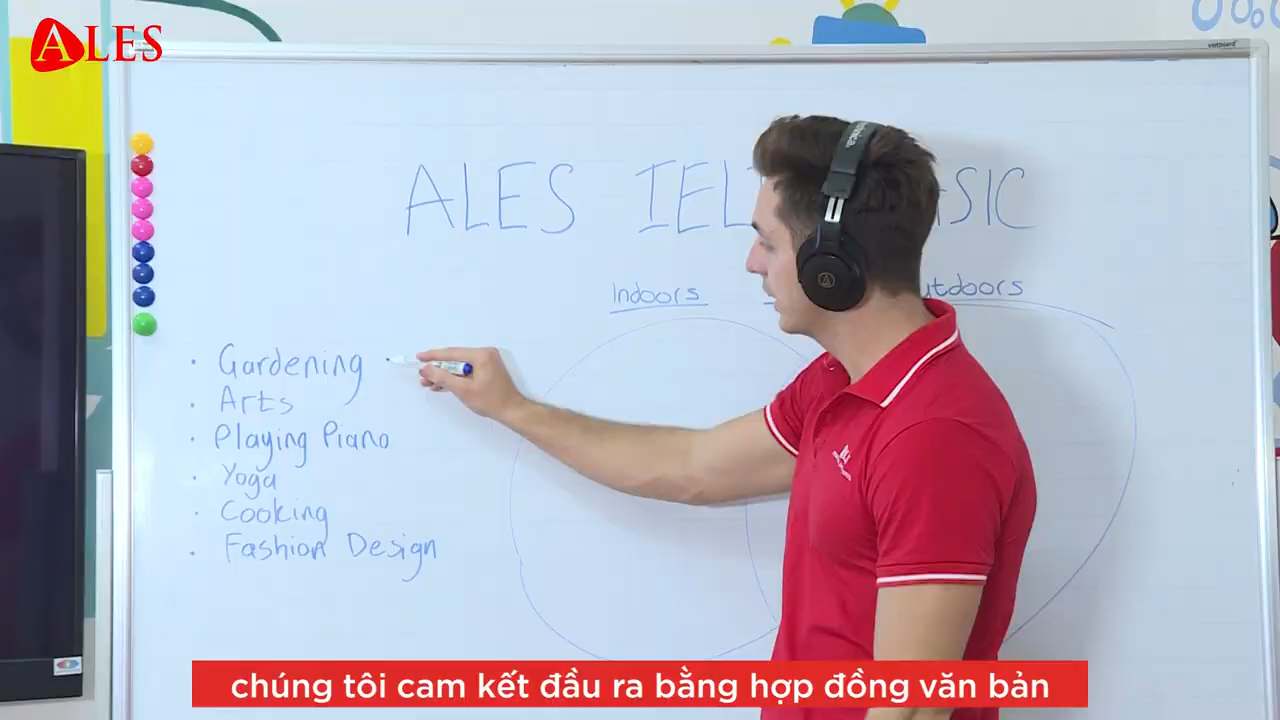 ALES
vietboard
ALES IEL SIC
Indoors
utdoors
· Gardening
· Arts
· Playing Piano
· Yoga
· Cooking
· Fashion Design
chúng tôi cam kết đầu ra bằng hợp đồng văn bản